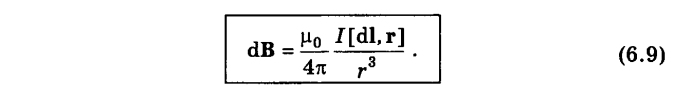 dB = μ₀/4π I[dl, r]/r³ . (6.9)